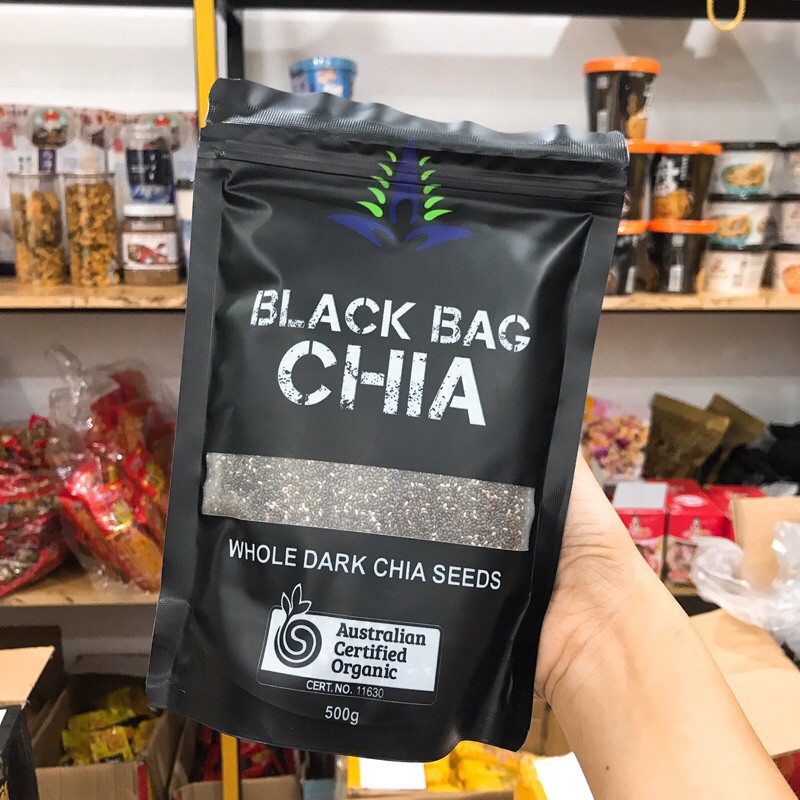 BLACK BAG
CHIA
WHOLE DARK CHIA SEEDS
Australian
Certified
Organic
CERT. NO. 11630
500g